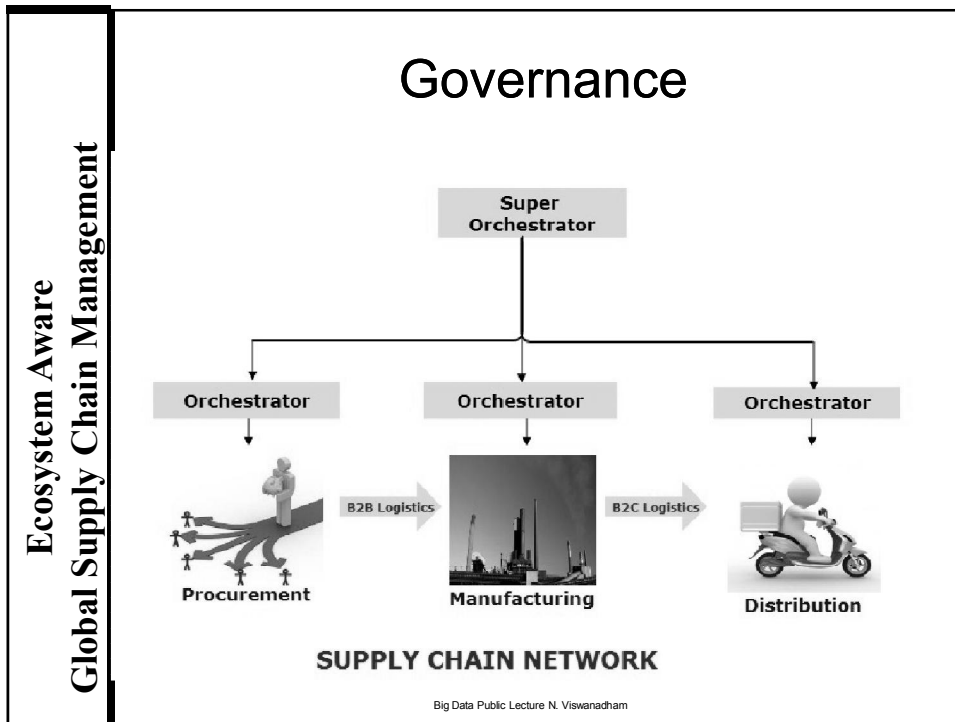 Ecosystem Aware
Global Supply Chain Management
Governance
Super
Orchestrator
Orchestrator
Orchestrator
Orchestrator
B2B Logistics
B2C Logistics
Procurement
Manufacturing
Distribution
SUPPLY CHAIN NETWORK
Big Data Public Lecture N. Viswanadham